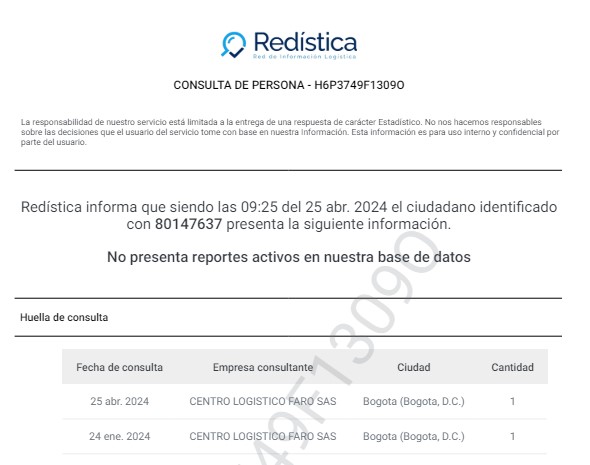 Redística
Red de Información Logística
CONSULTA DE PERSONA - H6P3749F1309O
La responsabilidad de nuestro servicio está limitada a la entrega de una respuesta de carácter Estadístico. No nos hacemos responsables
sobre las decisiones que el usuario del servicio tome con base en nuestra Información. Esta información es para uso interno y confidencial por
parte del usuario.
Redística informa que siendo las 09:25 del 25 abr. 2024 el ciudadano identificado
con 80147637 presenta la siguiente información.
No presenta reportes activos en nuestra base de datos
Huella de consulta
Fecha de consulta Empresa consultante Ciudad Cantidad
25 abr. 2024 CENTRO LOGISTICO FARO SAS Bogota (Bogota, D.C.) 1
24 ene. 2024 CENTRO LOGISTICO FARO SAS Bogota (Bogota, D.C.) 1
49F1309O